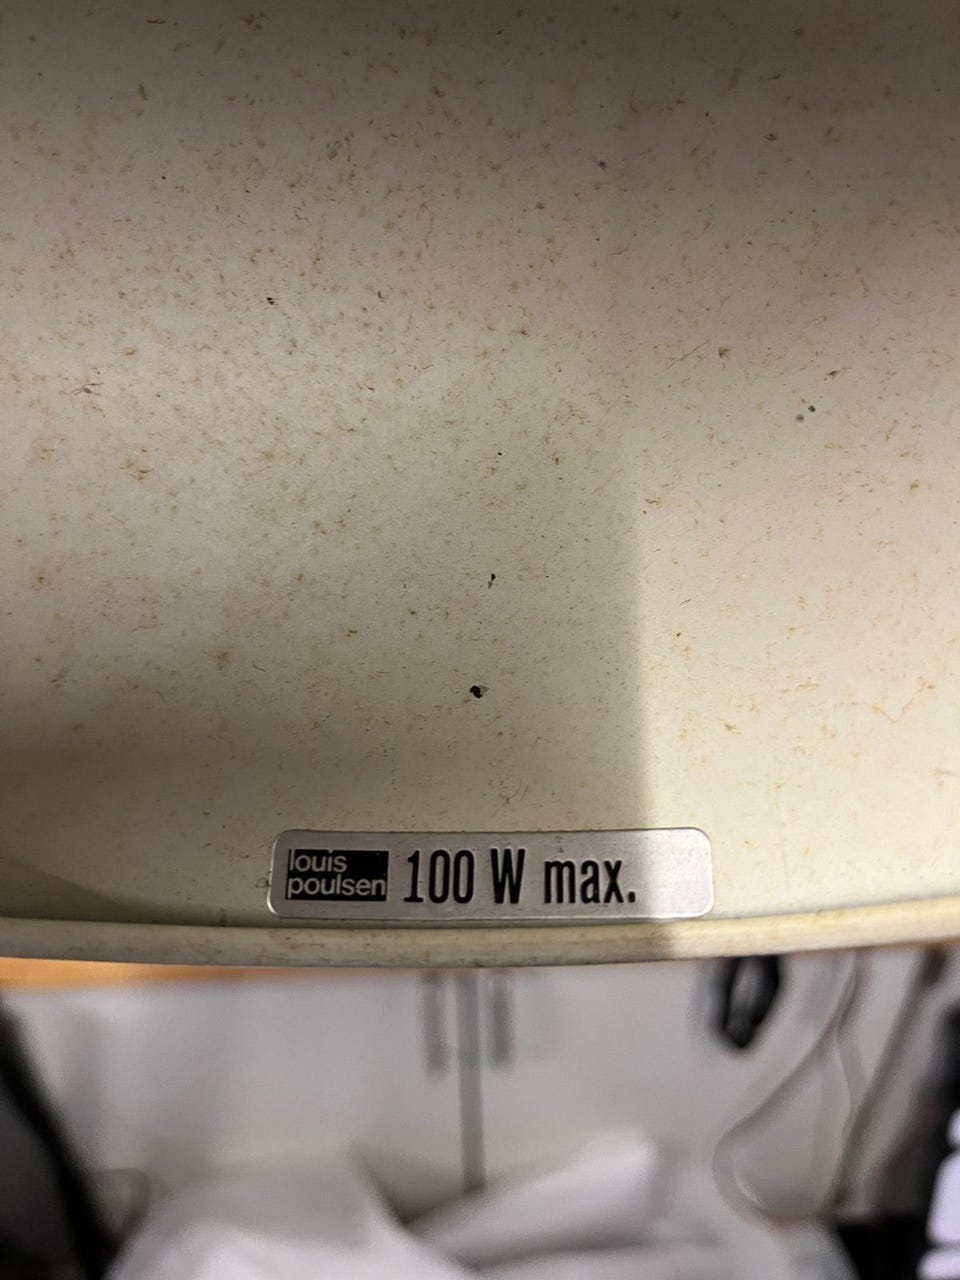 louis
poulsen
100 W max.